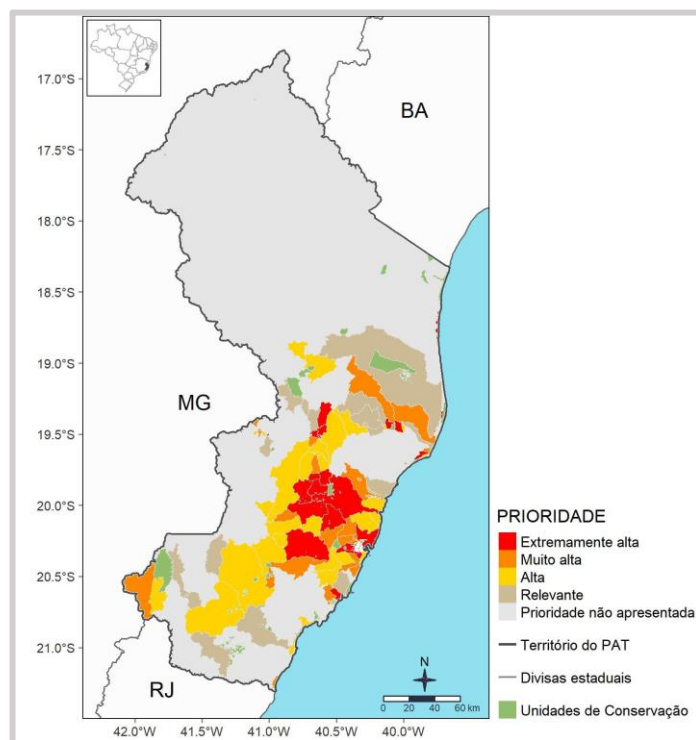 BA
MG
RJ
17.0°S
17.5°S
18.0°S
18.5°S
19.0°S
19.5°S
20.0°S
20.5°S
21.0°S
42.0°W 41.5°W 41.0°W 40.5°W 40.0°W
N
0 20 40 60 km
PRIORIDADE
Extremamente alta
Muito alta
Alta
Relevante
Prioridade não apresentada
Território do PAT
Divisas estaduais
Unidades de Conservação